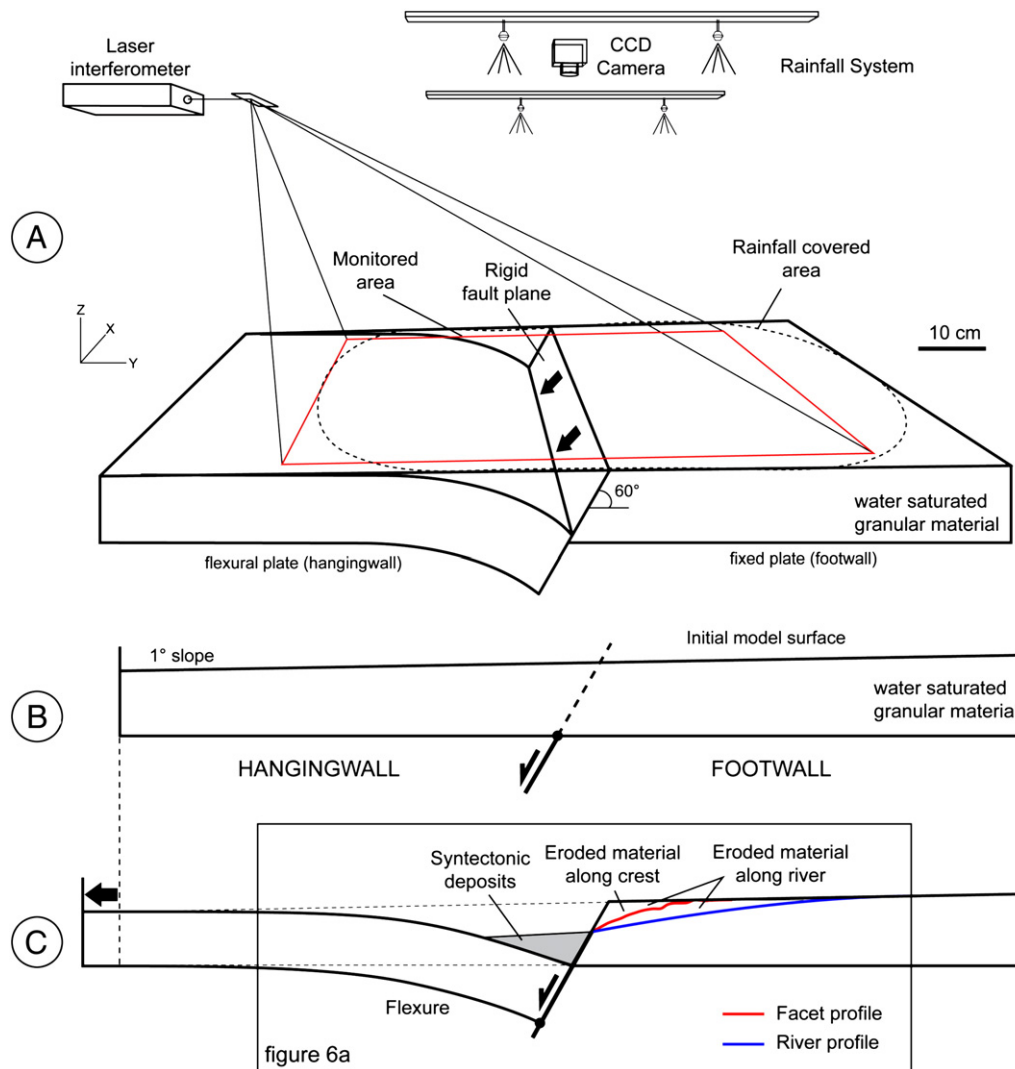 Laser
interferometer
CCD
Camera
Rainfall System
A
Monitored
area
Rigid
fault plane
Rainfall covered
area
Z
X
Y
10 cm
60°
water saturated
granular material
flexural plate (hangingwall)
fixed plate (footwall)
B
1° slope
Initial model surface
water saturated
granular material
HANGINGWALL
FOOTWALL
C
Syntectonic
deposits
Eroded material
along crest
Eroded material
along river
Flexure
Facet profile
River profile
figure 6a